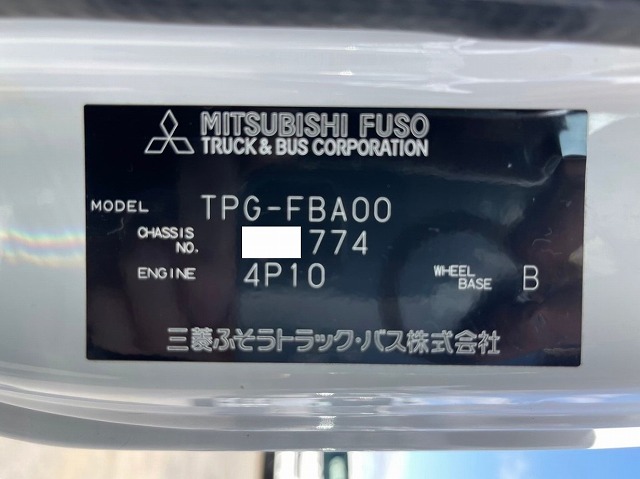 MITSUBISHI FUSO
TRUCK & BUS CORPORATION
MODEL TPG-FBA00
CHASSIS NO. 774
ENGINE 4P10 WHEEL BASE B
三菱ふそうトラック・バス株式会社